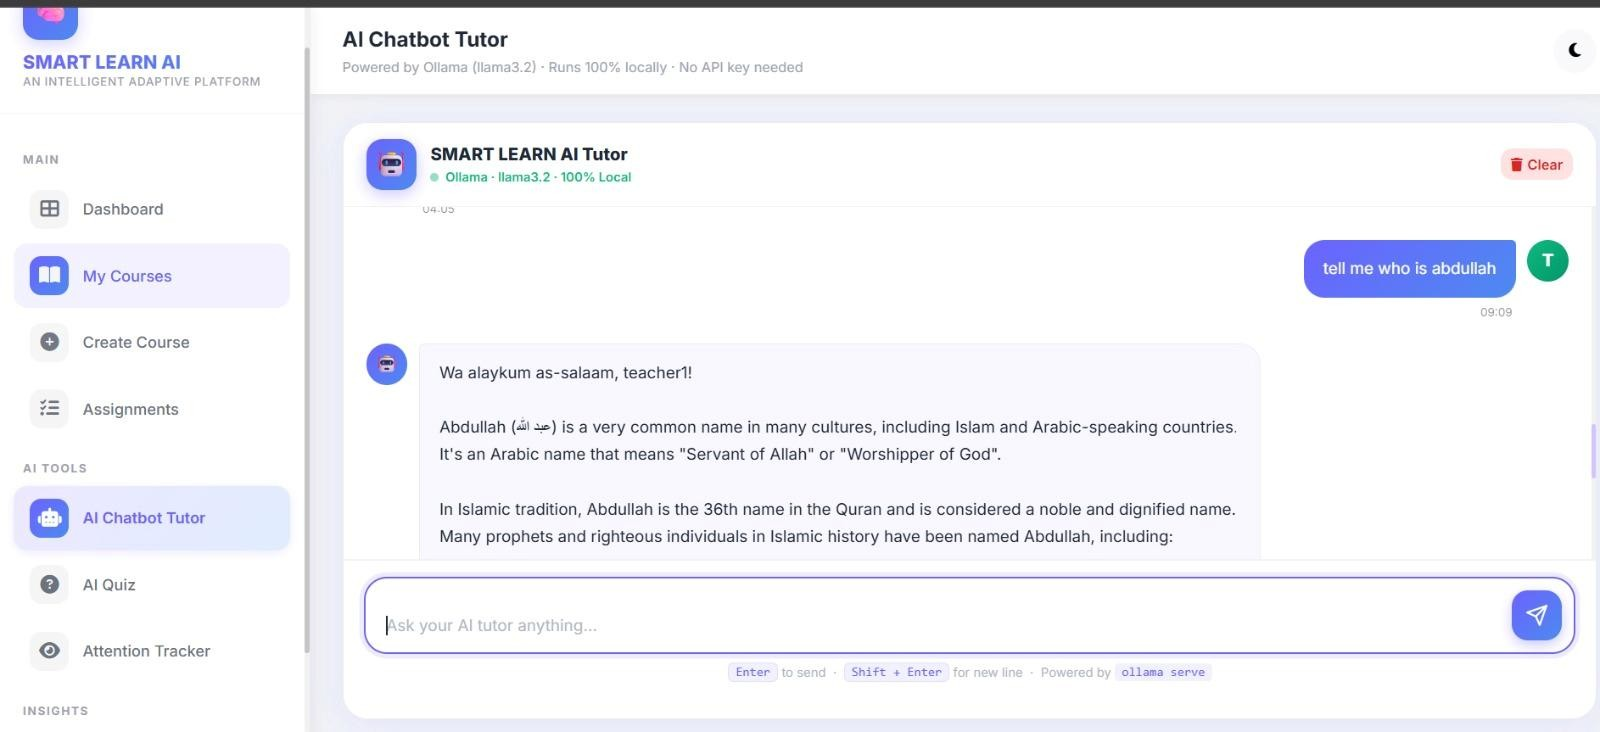 SMART LEARN AI
AN INTELLIGENT ADAPTIVE PLATFORM
MAIN
Dashboard
My Courses
Create Course
Assignments
AI TOOLS
AI Chatbot Tutor
AI Quiz
Attention Tracker
INSIGHTS
AI Chatbot Tutor
Powered by Ollama (llama3.2) · Runs 100% locally · No API key needed
SMART LEARN AI Tutor
Ollama · llama3.2 · 100% Local
Clear
04:05
tell me who is abdullah
T
09:09
Wa alaykum as-salaam, teacher1!
Abdullah (عبد الله) is a very common name in many cultures, including Islam and Arabic-speaking countries.
It's an Arabic name that means "Servant of Allah" or "Worshipper of God".
In Islamic tradition, Abdullah is the 36th name in the Quran and is considered a noble and dignified name.
Many prophets and righteous individuals in Islamic history have been named Abdullah, including:
Ask your AI tutor anything...
Enter to send · Shift + Enter for new line · Powered by ollama serve